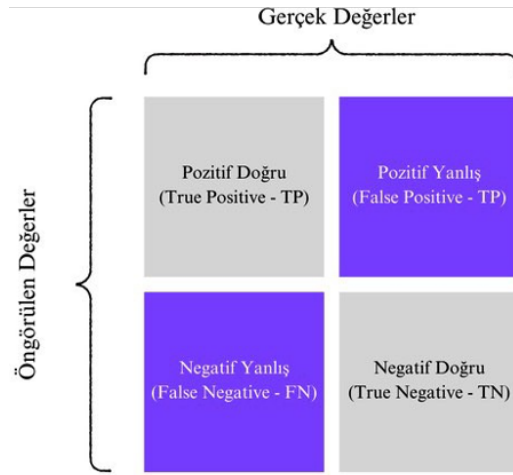 Gerçek Değerler
Öngörülen Değerler
Pozitif Doğru
(True Positive - TP)
Pozitif Yanlış
(False Positive - TP)
Negatif Yanlış
(False Negative - FN)
Negatif Doğru
(True Negative - TN)